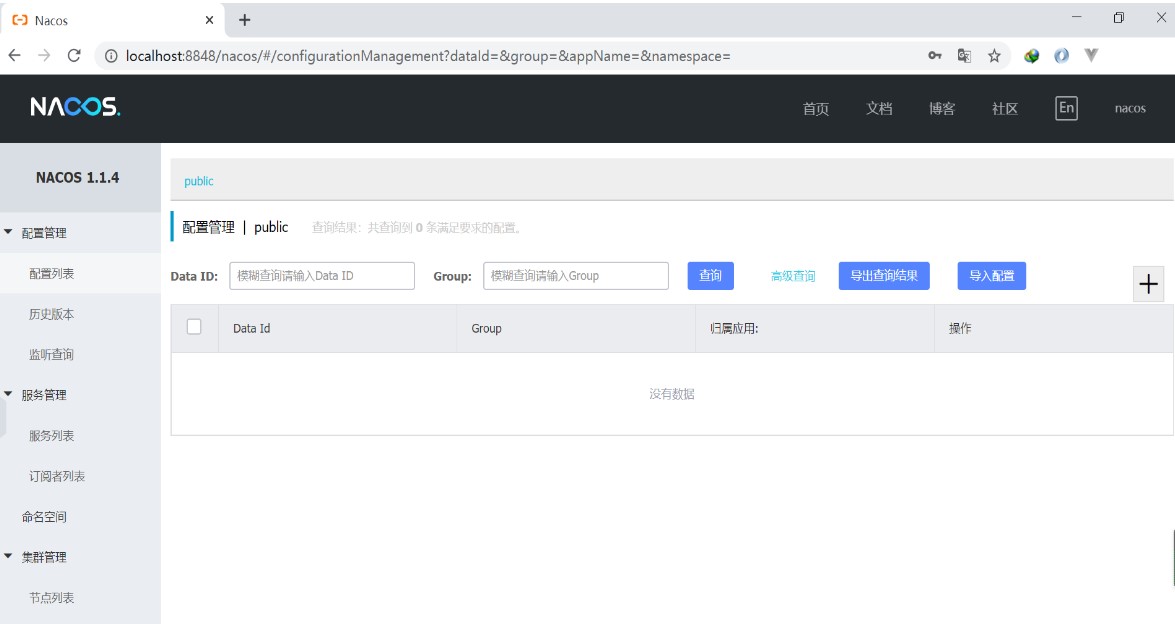 Nacos
localhost:8848/nacos/#/configurationManagement?dataId=&group=&appName=&namespace=
NACOS.
首页 文档 博客 社区 En nacos
NACOS 1.1.4
public
配置管理
配置管理 | public 查询结果：共查询到 0 条满足要求的配置。
配置列表
Data ID: 模糊查询请输入Data ID Group: 模糊查询请输入Group 查询 高级查询 导出查询结果 导入配置
历史版本
Data Id Group 归属应用: 操作
监听查询
没有数据
服务管理
服务列表
订阅者列表
命名空间
集群管理
节点列表